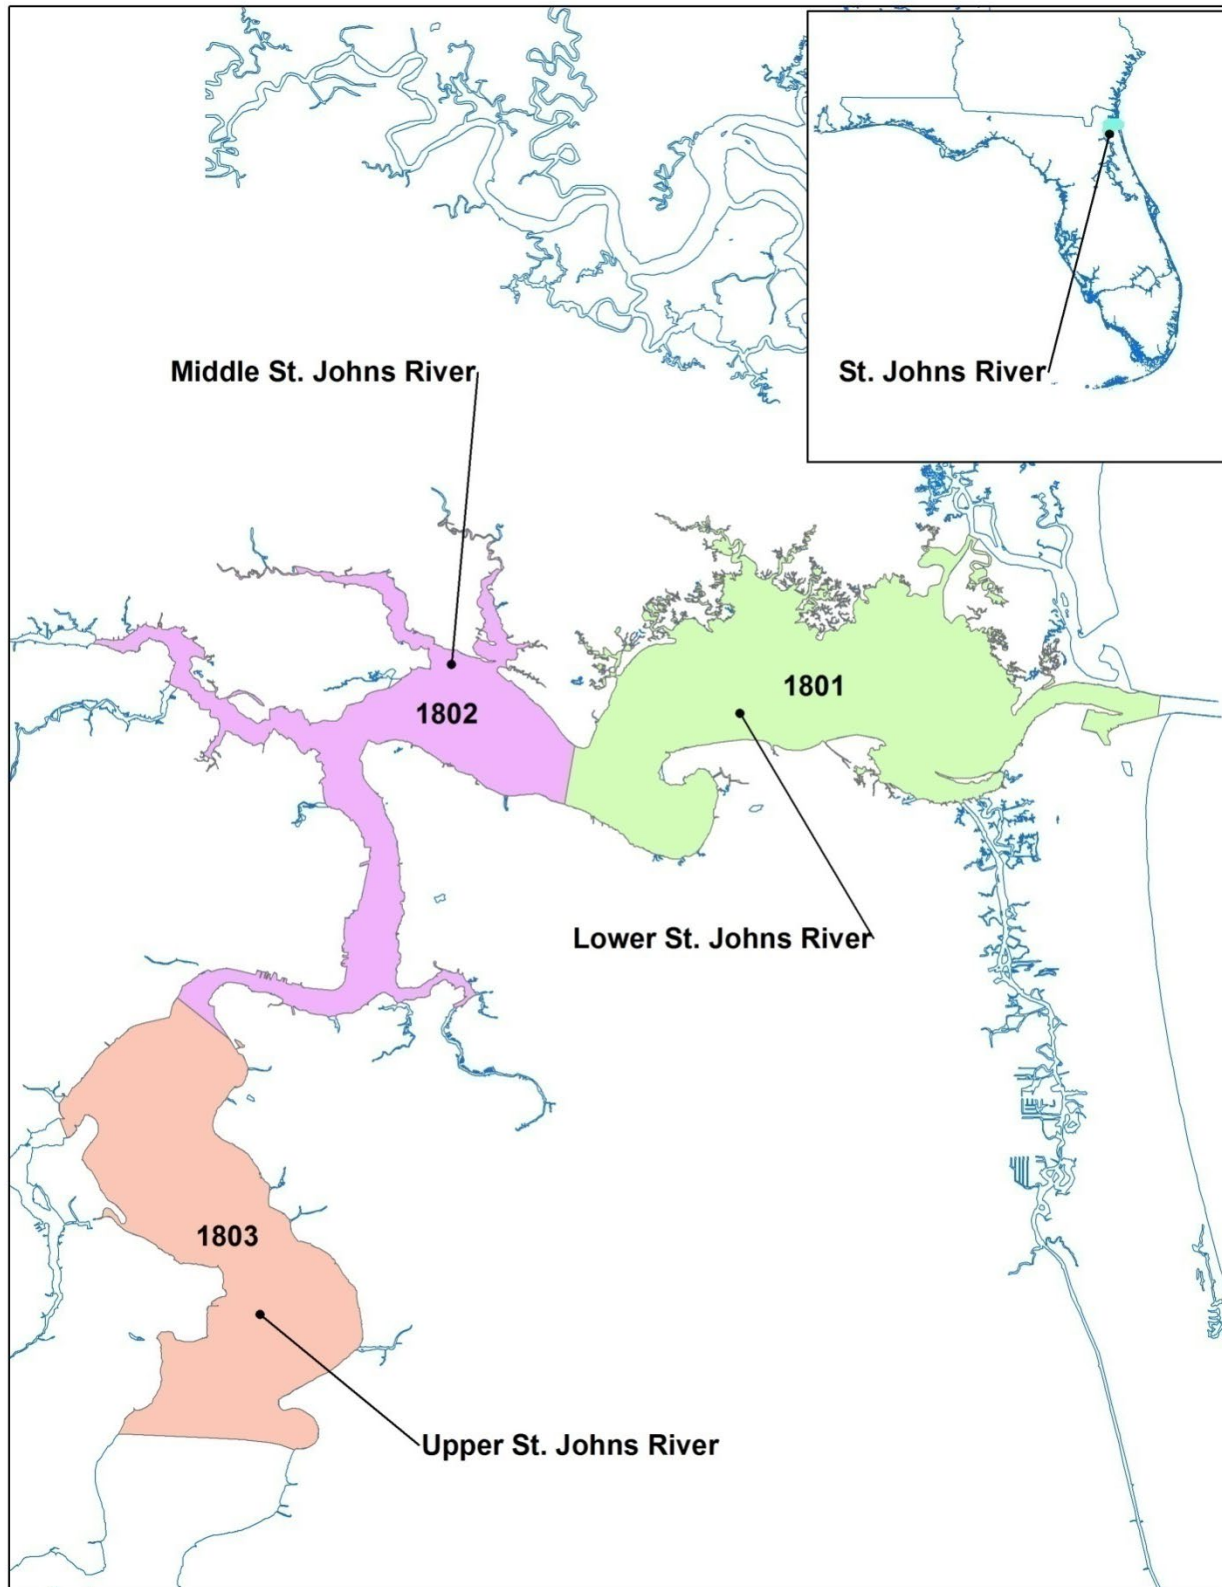 Middle St. Johns River
St. Johns River
1801
1802
Lower St. Johns River
1803
Upper St. Johns River